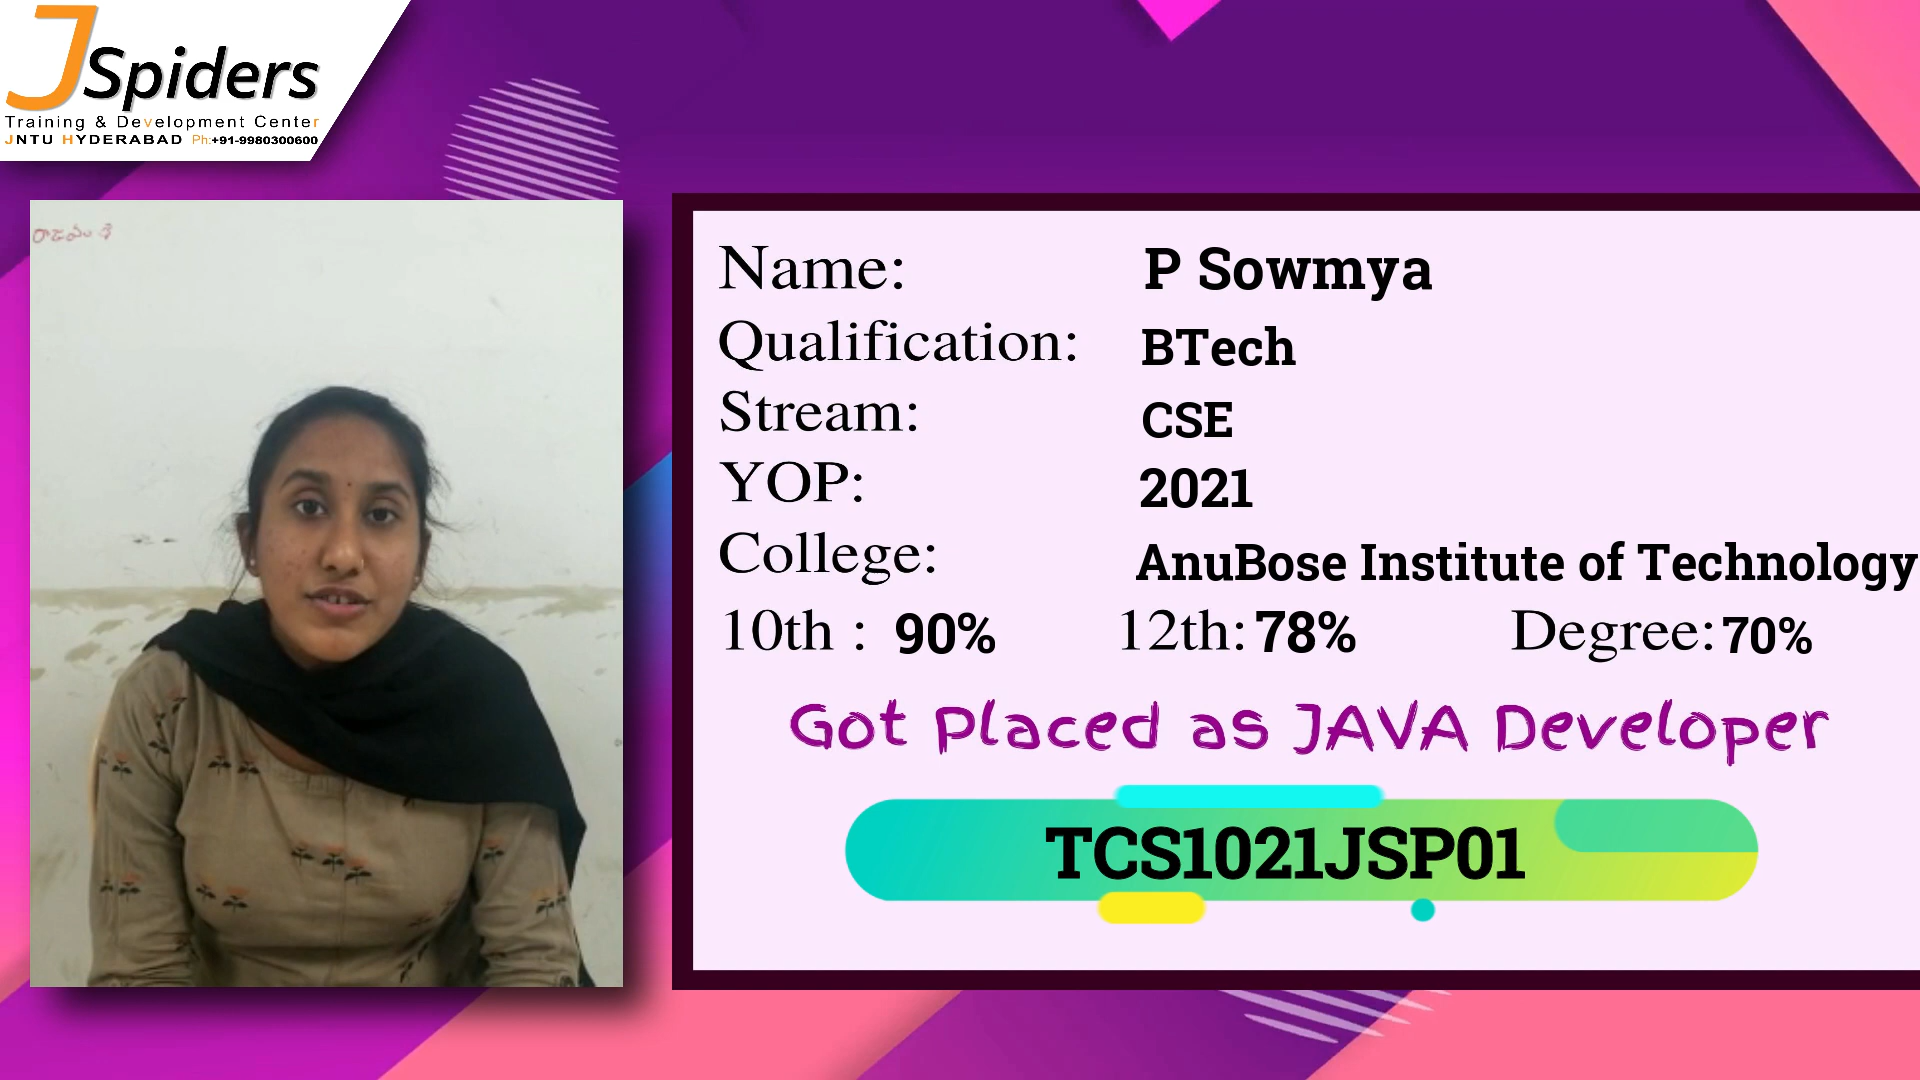 JSpiders
Training & Development Center
JNTU HYDERABAD Ph:+91-9980300600
Name: P Sowmya
Qualification: BTech
Stream: CSE
YOP: 2021
College: AnuBose Institute of Technology
10th : 90% 12th: 78% Degree: 70%
Got Placed as JAVA Developer
TCS1021JSP01